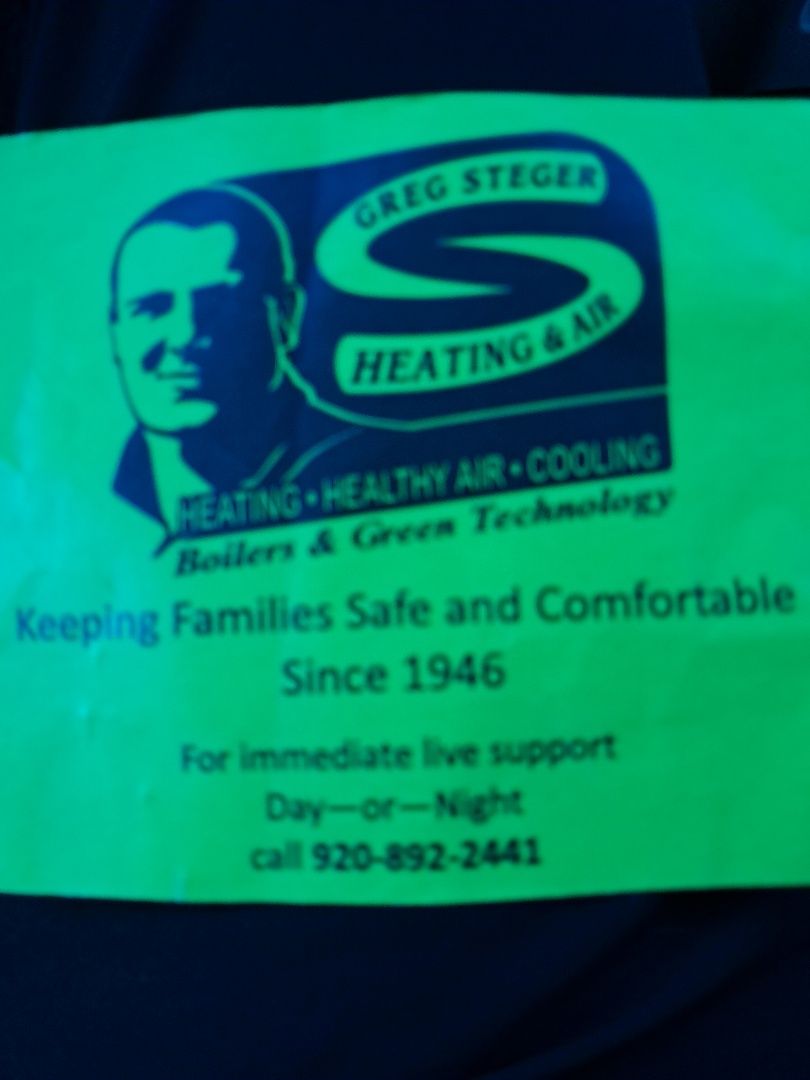 GREG STEGER
HEATING & AIR
HEATING • HEALTHY AIR • COOLING
Boilers & Green Technology
Keeping Families Safe and Comfortable
Since 1946
For immediate live support
Day—or—Night
call 920-892-2441